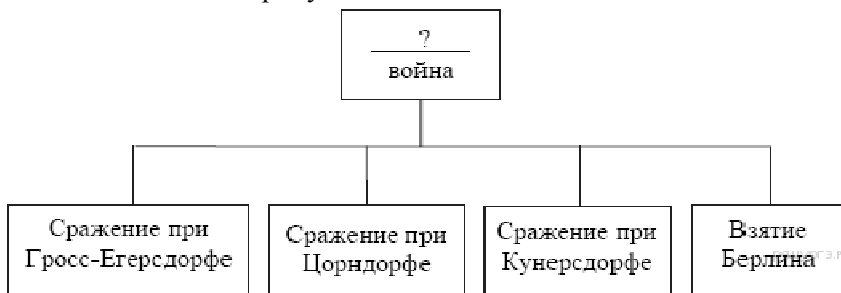 ?
война
Сражение при
Гросс-Егерсдорфе
Сражение при
Цорндорфе
Сражение при
Кунерсдорфе
Взятие
Берлина